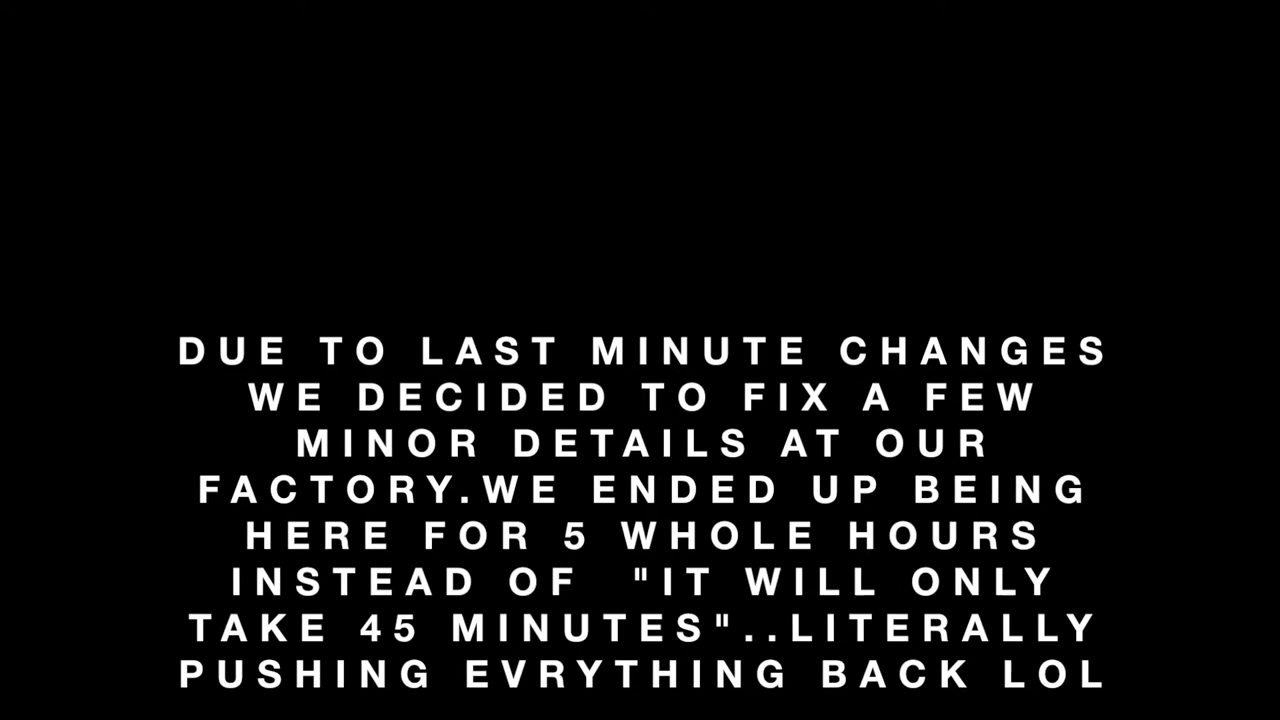 DUE TO LAST MINUTE CHANGES
WE DECIDED TO FIX A FEW
MINOR DETAILS AT OUR
FACTORY.WE ENDED UP BEING
HERE FOR 5 WHOLE HOURS
INSTEAD OF  "IT WILL ONLY
TAKE 45 MINUTES"..LITERALLY
PUSHING EVRYTHING BACK LOL